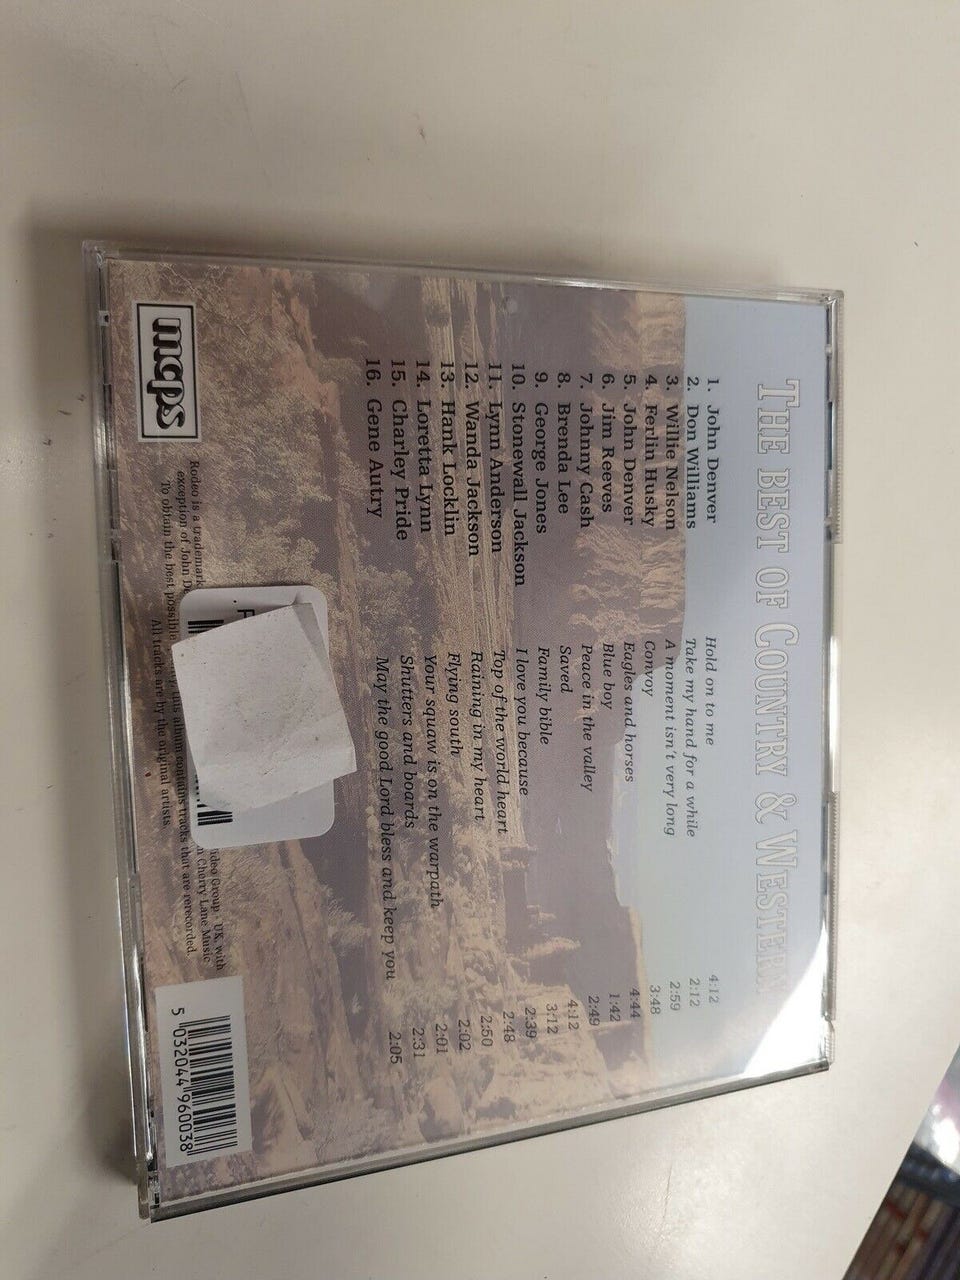 THE BEST OF COUNTRY & WESTERN
1. John Denver Hold on to me 4:12
2. Don Williams Take my hand for a while 2:12
3. Willie Nelson A moment isn't very long 2:59
4. Ferlin Husky Convoy 3:48
5. John Denver Eagles and horses 4:44
6. Jim Reeves Blue boy 1:42
7. Johnny Cash Peace in the valley 2:49
8. Brenda Lee Saved 4:12
9. George Jones Family bible 3:12
10. Stonewall Jackson I love you because 2:39
11. Lynn Anderson Top of the world heart 2:48
12. Wanda Jackson Raining in my heart 2:50
13. Hank Locklin Flying south 2:02
14. Loretta Lynn Your squaw is on the warpath 2:01
15. Charley Pride Shutters and boards 2:31
16. Gene Autry May the good Lord bless and keep you 2:05
mcps
Rodeo is a trademark Video Group - UK, with
exception of John De Cherry Lane Music
To obtain the best possible this album contains tracks that are rerecorded.
All tracks are by the original artists.
5 032044 960038